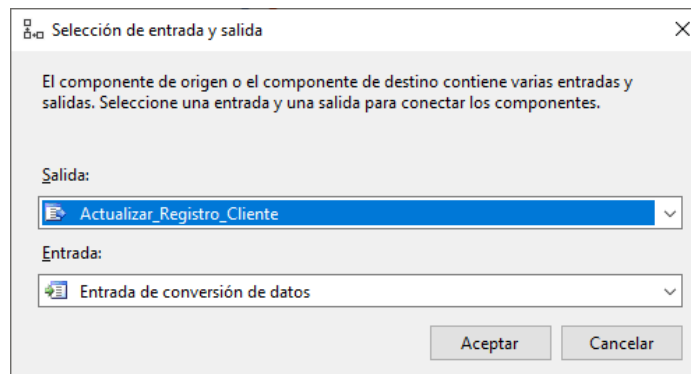 Selección de entrada y salida
El componente de origen o el componente de destino contiene varias entradas y
salidas. Seleccione una entrada y una salida para conectar los componentes.
Salida:
Actualizar_Registro_Cliente
Entrada:
Entrada de conversión de datos
Aceptar Cancelar